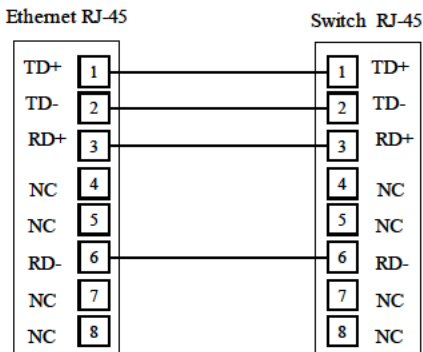 Ethernet RJ-45 Switch RJ-45
TD+ 1 1 TD+
TD- 2 2 TD-
RD+ 3 3 RD+
NC 4 4 NC
NC 5 5 NC
RD- 6 6 RD-
NC 7 7 NC
NC 8 8 NC